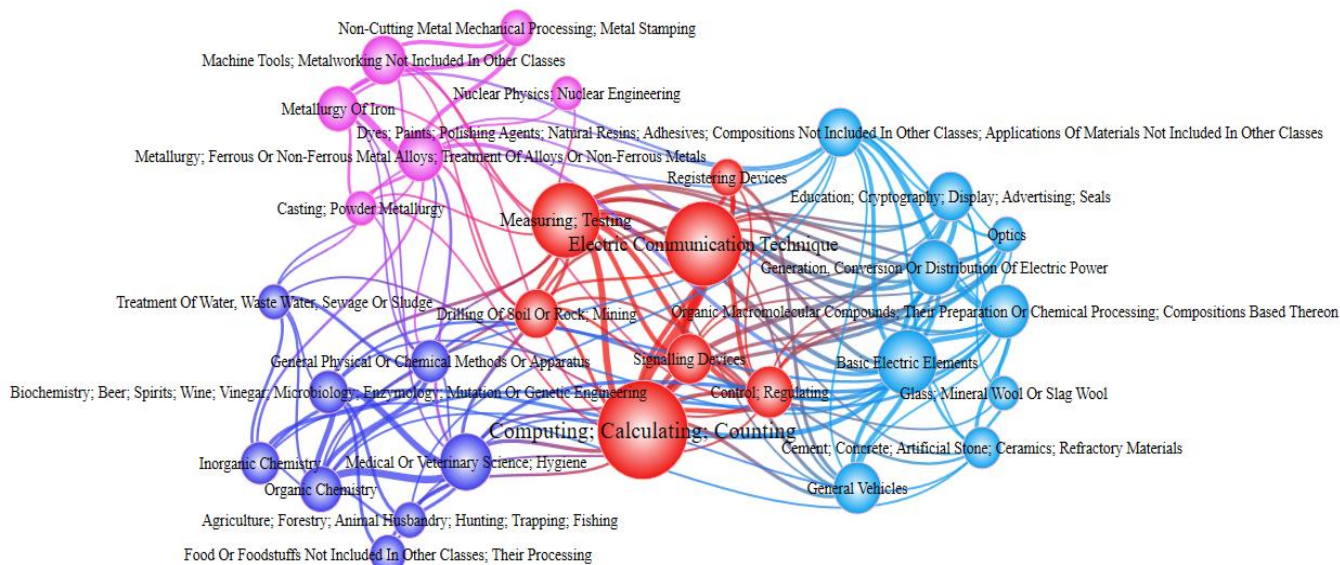 Non-Cutting Metal Mechanical Processing; Metal Stamping
Machine Tools; Metalworking Not Included In Other Classes
Nuclear Physics; Nuclear Engineering
Metallurgy Of Iron
Dyes; Paints; Polishing Agents; Natural Resins; Adhesives; Compositions Not Included In Other Classes; Applications Of Materials Not Included In Other Classes
Metallurgy; Ferrous Or Non-Ferrous Metal Alloys; Treatment Of Alloys Or Non-Ferrous Metals
Registering Devices
Education; Cryptography; Display; Advertising; Seals
Casting; Powder Metallurgy
Measuring; Testing
Optics
Electric Communication Technique
Generation, Conversion Or Distribution Of Electric Power
Treatment Of Water, Waste Water, Sewage Or Sludge
Drilling Of Soil Or Rock; Mining
Organic Macromolecular Compounds; Their Preparation Or Chemical Processing; Compositions Based Thereon
General Physical Or Chemical Methods Or Apparatus
Signalling Devices
Basic Electric Elements
Biochemistry; Beer; Spirits; Wine; Vinegar; Microbiology; Enzymology; Mutation Or Genetic Engineering
Control; Regulating
Glass; Mineral Wool Or Slag Wool
Computing; Calculating; Counting
Cement; Concrete; Artificial Stone; Ceramics; Refractory Materials
Inorganic Chemistry
Medical Or Veterinary Science; Hygiene
Organic Chemistry
General Vehicles
Agriculture; Forestry; Animal Husbandry; Hunting; Trapping; Fishing
Food Or Foodstuffs Not Included In Other Classes; Their Processing